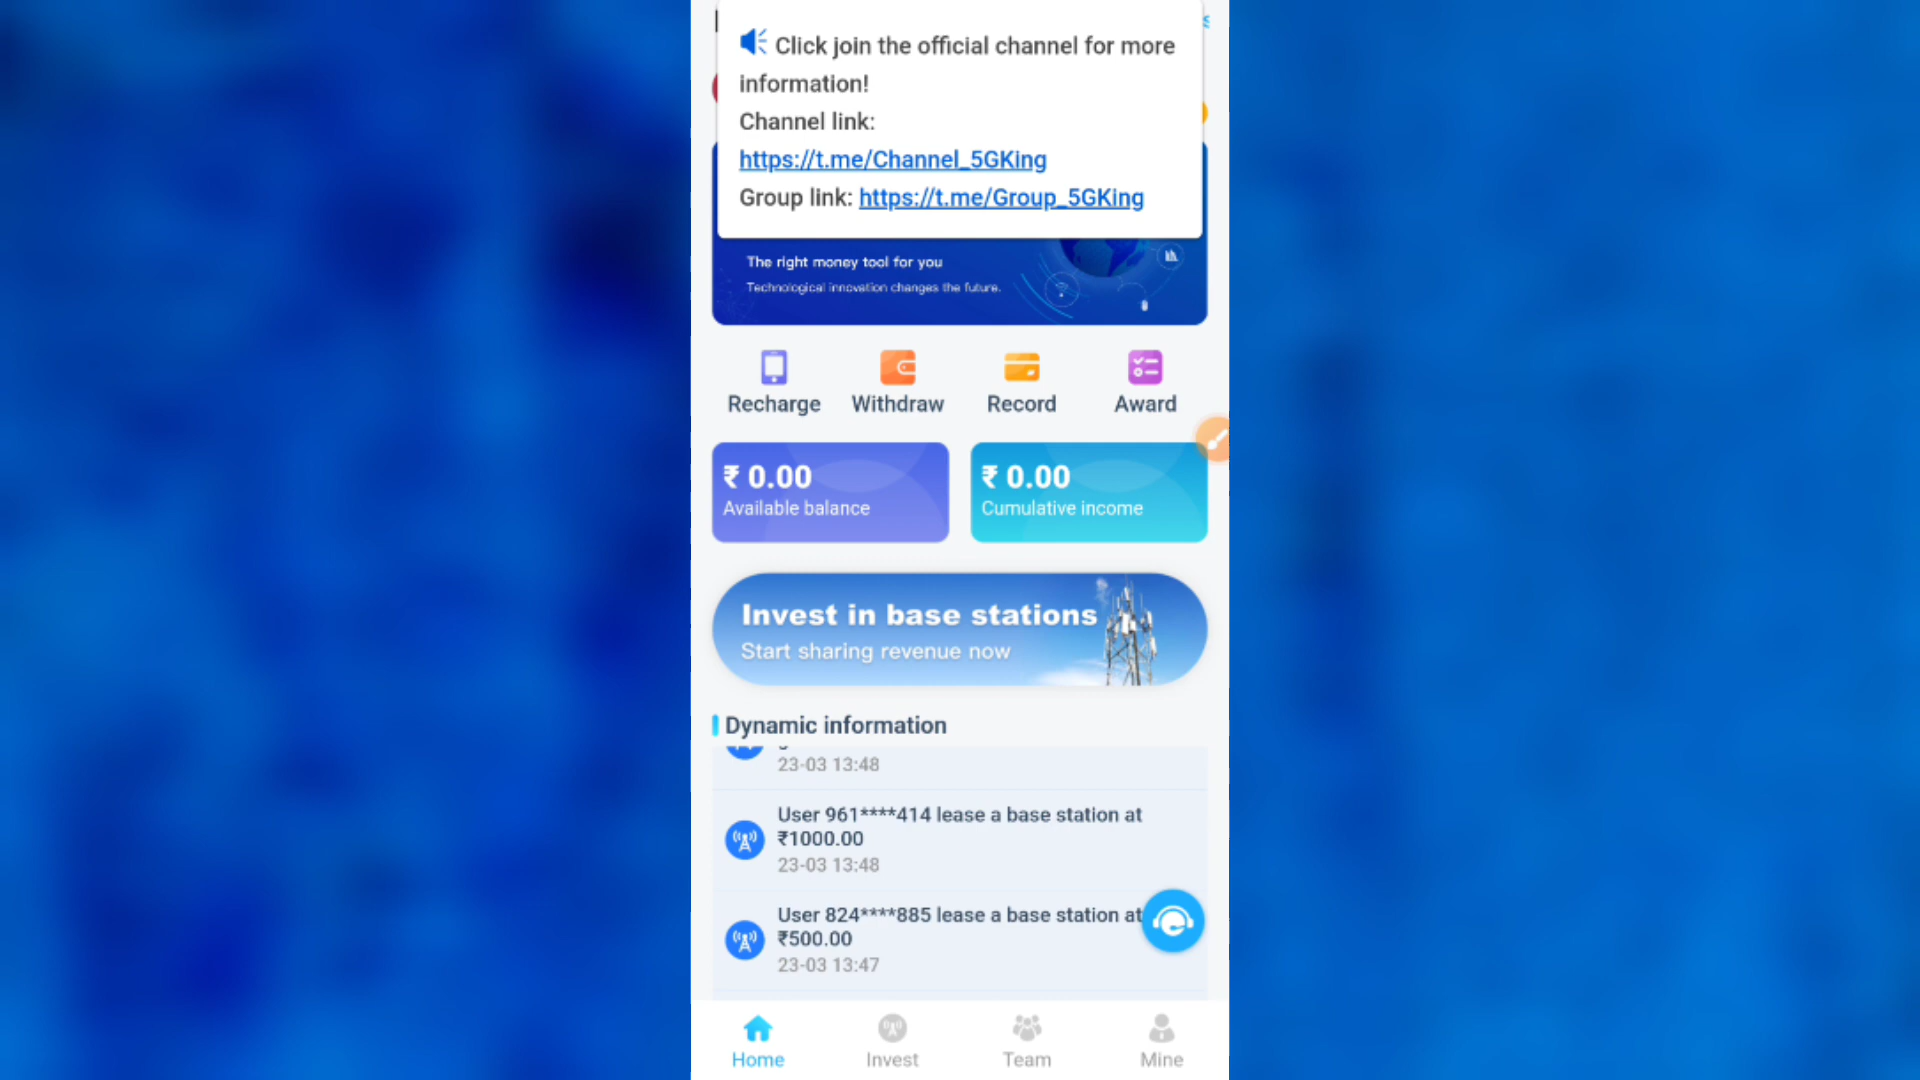 Click join the official channel for more
information!
Channel link:
https://t.me/Channel_5GKing
Group link: https://t.me/Group_5GKing
The right money tool for you
Technological innovation changes the future.
Recharge Withdraw Record Award
₹ 0.00
Available balance
₹ 0.00
Cumulative income
Invest in base stations
Start sharing revenue now
Dynamic information
23-03 13:48
User 961****414 lease a base station at
₹1000.00
23-03 13:48
User 824****885 lease a base station at
₹500.00
23-03 13:47
Home Invest Team Mine